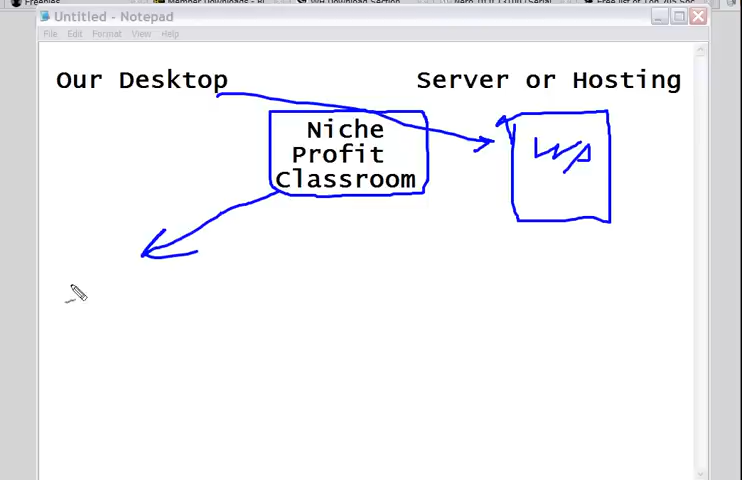 Untitled - Notepad
File Edit Format View Help
Our Desktop
Server or Hosting
Niche
Profit
Classroom
WP